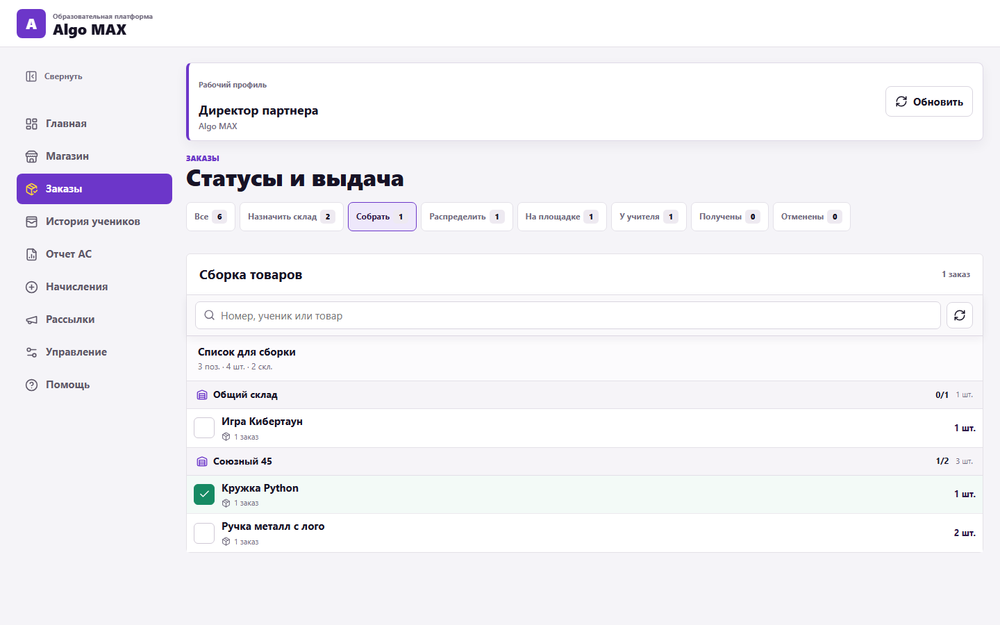 A
Образовательная платформа
Algo MAX
Свернуть
Главная
Магазин
Заказы
История учеников
Отчет АС
Начисления
Рассылки
Управление
Помощь
Рабочий профиль
Директор партнера
Algo MAX
Обновить
ЗАКАЗЫ
Статусы и выдача
Все 6
Назначить склад 2
Собрать 1
Распределить 1
На площадке 1
У учителя 1
Получены 0
Отменены 0
Сборка товаров
1 заказ
Номер, ученик или товар
Список для сборки
3 поз. · 4 шт. · 2 скл.
Общий склад
0/1 1 шт.
Игра Кибертаун
1 заказ
1 шт.
Союзный 45
1/2 3 шт.
Кружка Python
1 заказ
1 шт.
Ручка металл с лого
1 заказ
2 шт.